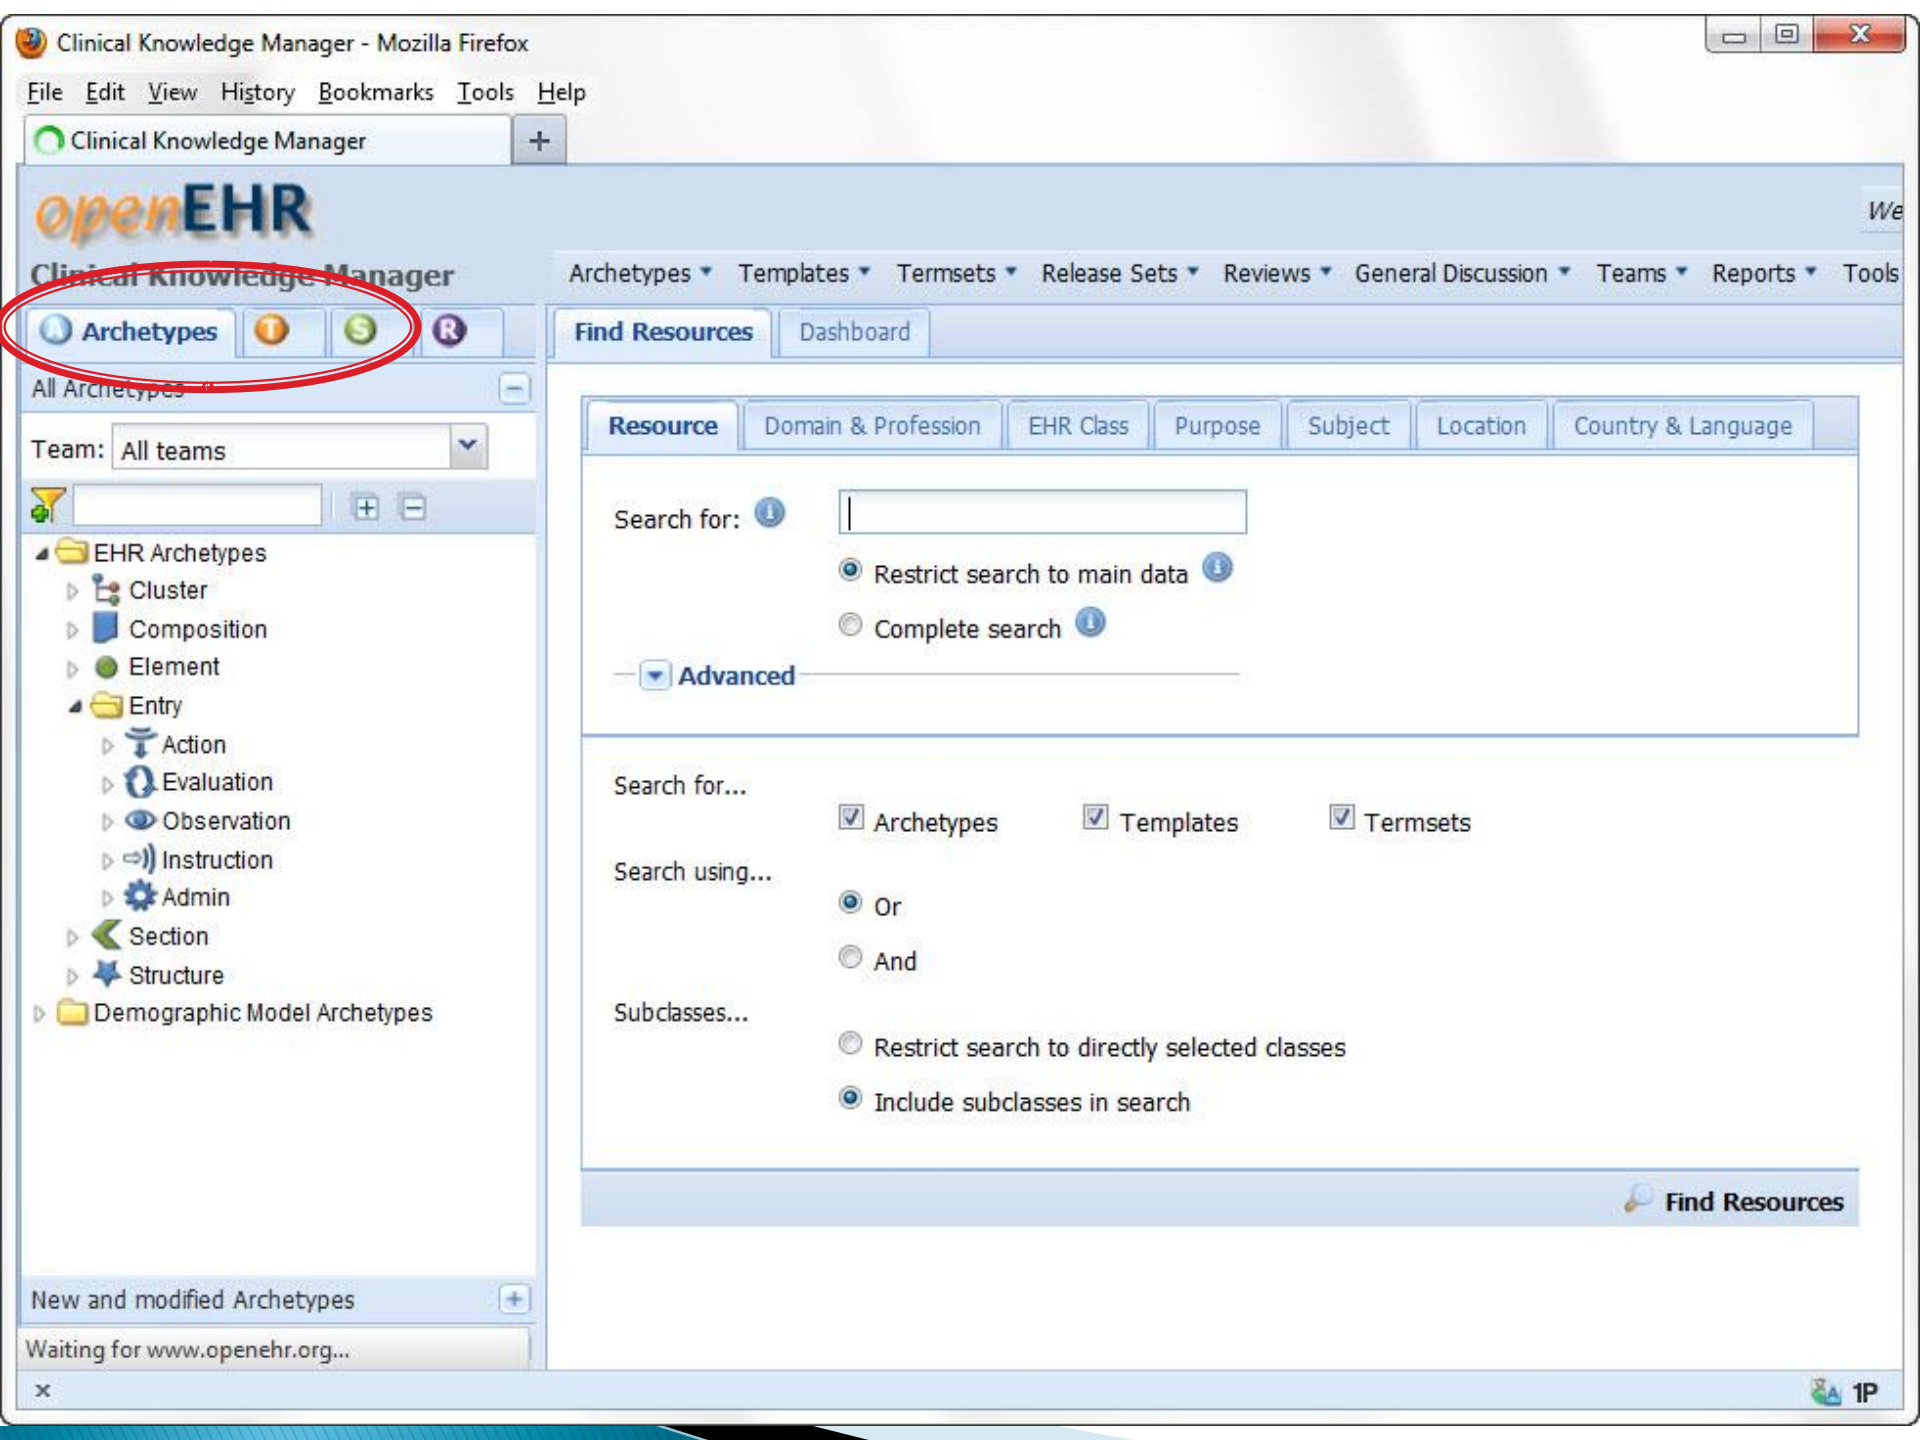 Clinical Knowledge Manager - Mozilla Firefox
File Edit View History Bookmarks Tools Help
Clinical Knowledge Manager +
openEHR
We
Clinical Knowledge Manager
Archetypes Templates Termsets Release Sets Reviews General Discussion Teams Reports Tools
A Archetypes T S R
Find Resources Dashboard
All Archetypes
Resource Domain & Profession EHR Class Purpose Subject Location Country & Language
Team: All teams
Search for:
EHR Archetypes
Restrict search to main data
Cluster
Composition
Complete search
Element
Advanced
Entry
Action
Evaluation
Search for...
Observation
Archetypes Templates Termsets
Instruction
Search using...
Admin
Or
Section
And
Structure
Demographic Model Archetypes
Subclasses...
Restrict search to directly selected classes
Include subclasses in search
Find Resources
New and modified Archetypes
Waiting for www.openehr.org...
x
1P